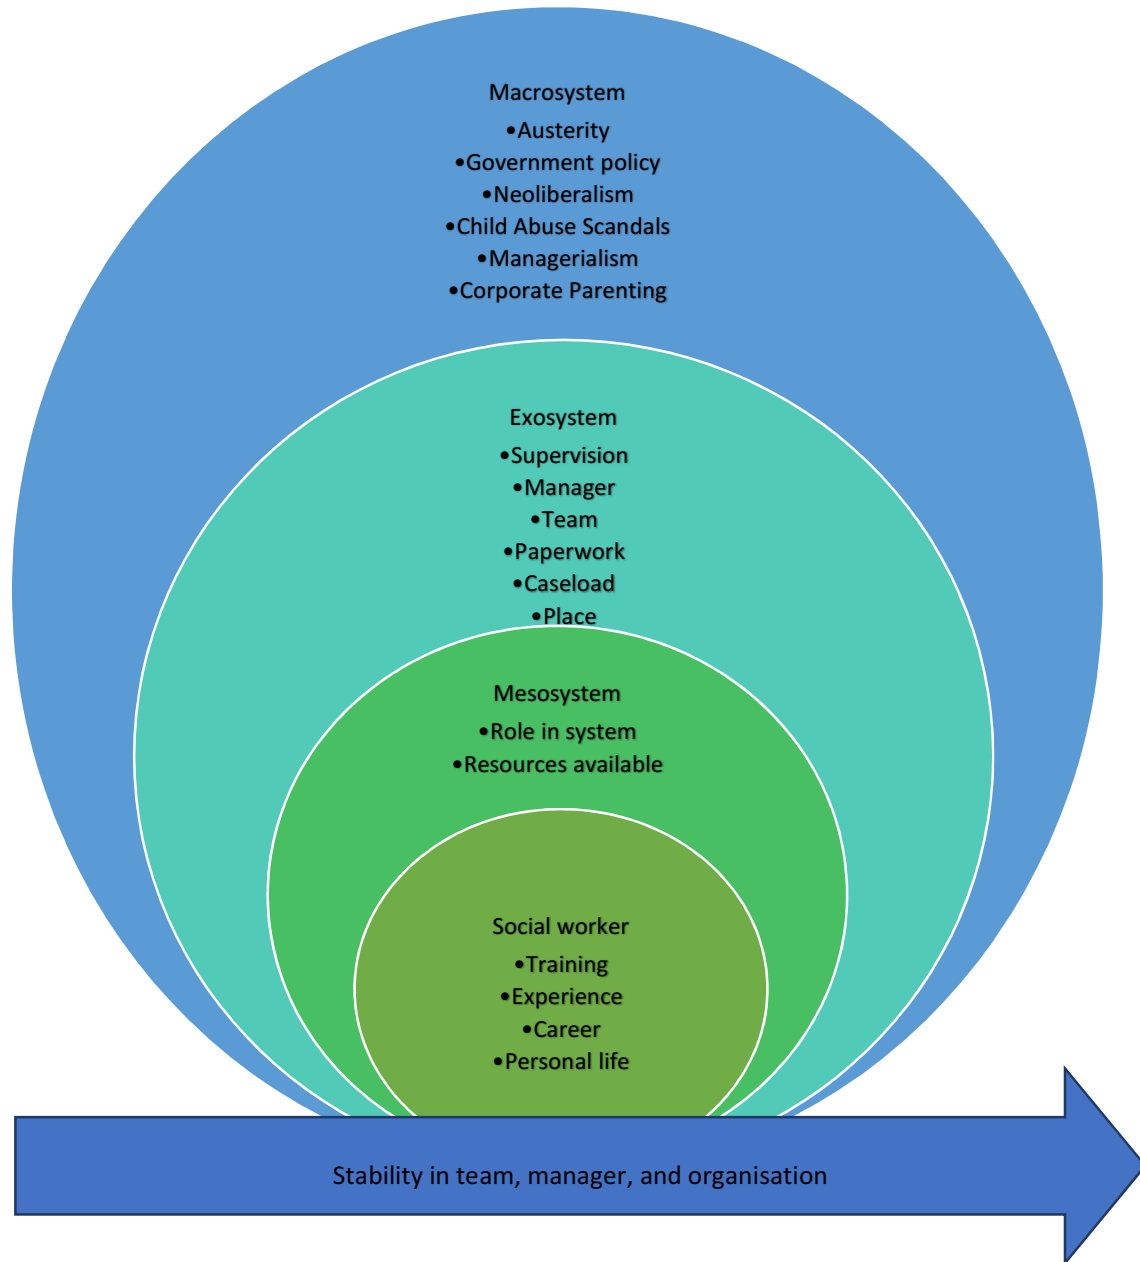 Macrosystem
•Austerity
•Government policy
•Neoliberalism
•Child Abuse Scandals
•Managerialism
•Corporate Parenting
Exosystem
•Supervision
•Manager
•Team
•Paperwork
•Caseload
•Place
Mesosystem
•Role in system
•Resources available
Social worker
•Training
•Experience
•Career
•Personal life
Stability in team, manager, and organisation